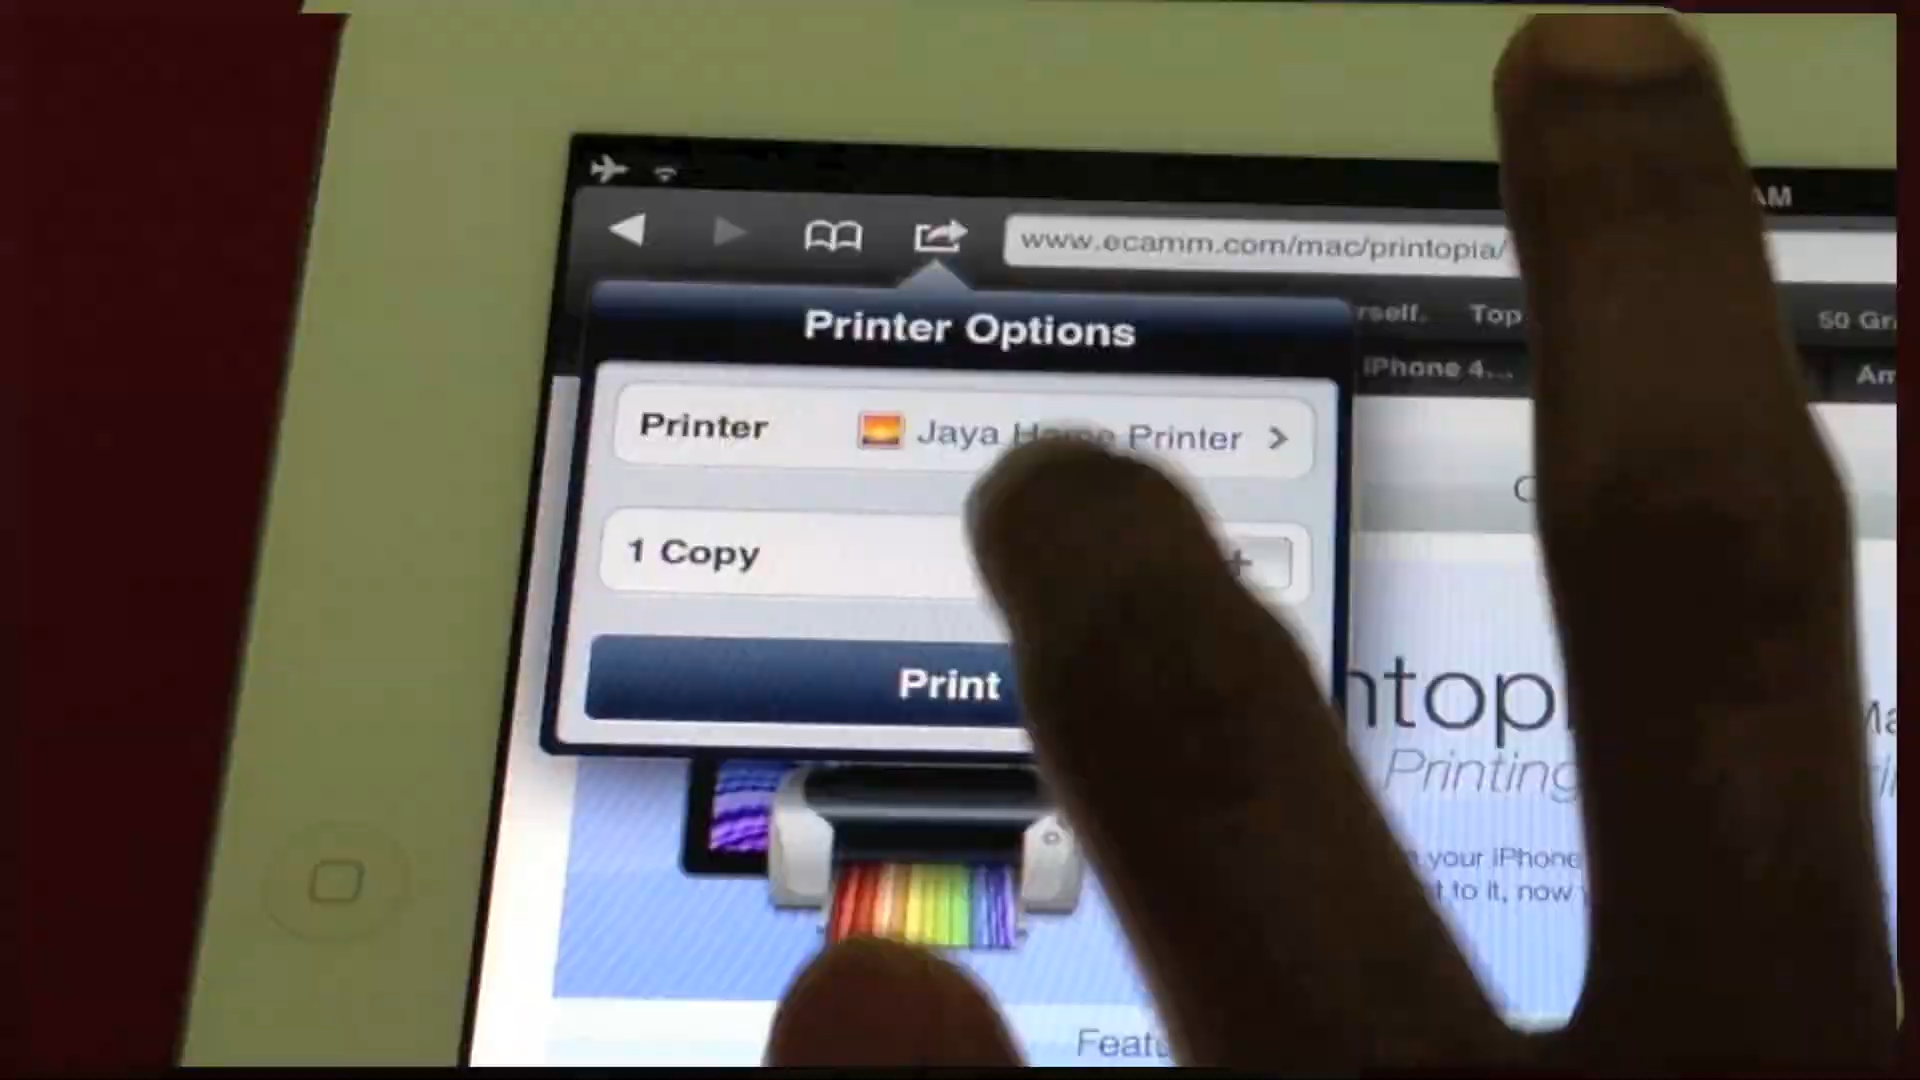 AM
www.ecamm.com/mac/printopia/
rself. Top
50 Gr
Printer Options
iPhone 4...
Printer Jaya Home Printer
1 Copy +
Print
ntop
Printing
your iPhone
t to it, now
Featu